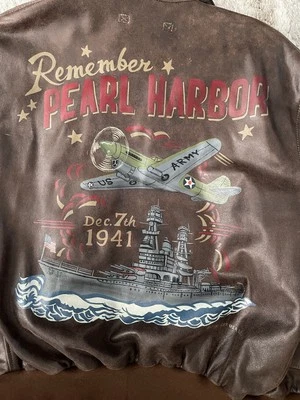 Remember
PEARL HARBOR
US ARMY
Dec. 7th
1941